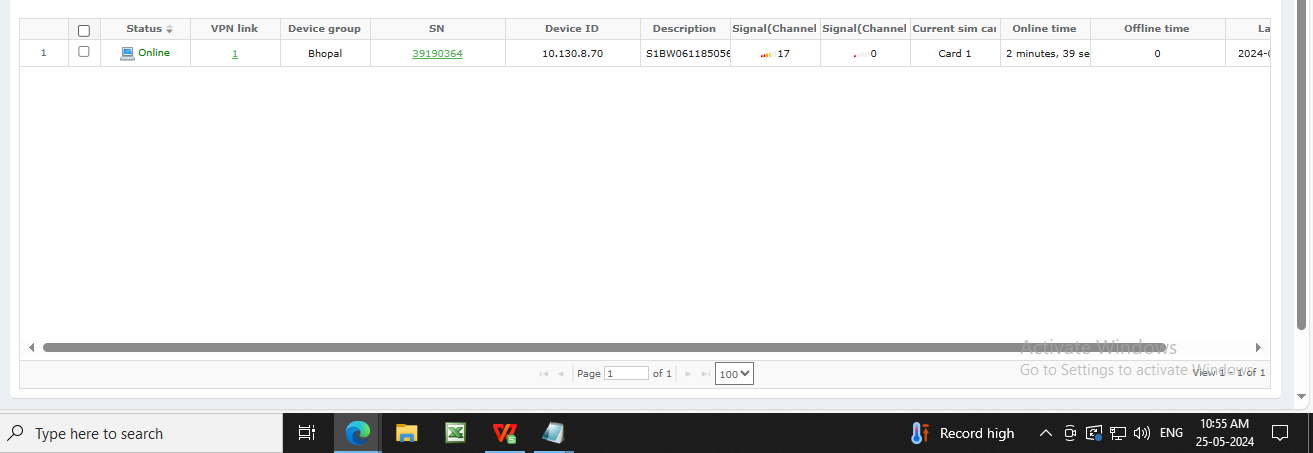 Status VPN link Device group SN Device ID Description Signal(Channel Signal(Channel Current sim car Online time Offline time La
1 Online 1 Bhopal 39190364 10.130.8.70 S1BW061185056 17 0 Card 1 2 minutes, 39 se 0 2024-0
Activate Windows
Page 1 of 1 100 Go to Settings to activate Windows. View 1 - 1 of 1
Type here to search Record high ENG 10:55 AM
25-05-2024